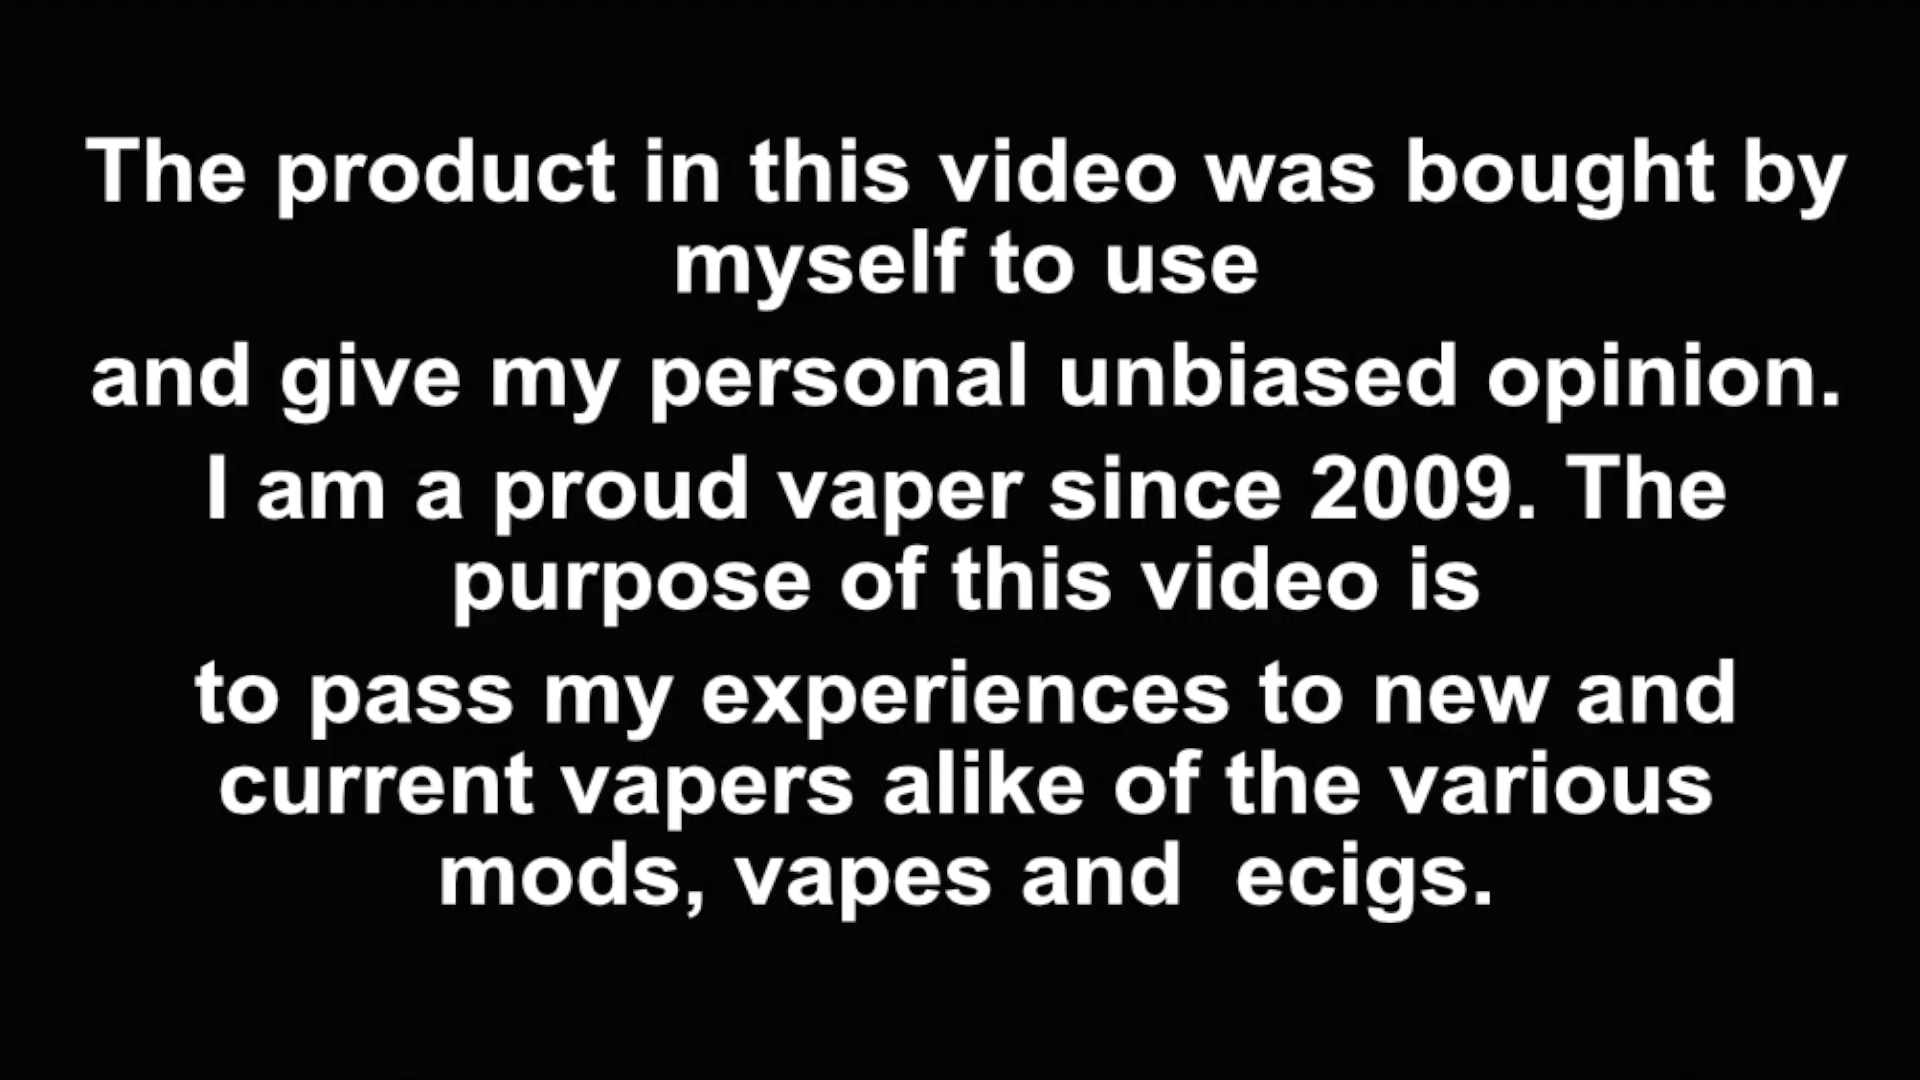 The product in this video was bought by
myself to use
and give my personal unbiased opinion.
I am a proud vaper since 2009. The
purpose of this video is
to pass my experiences to new and
current vapers alike of the various
mods, vapes and  ecigs.